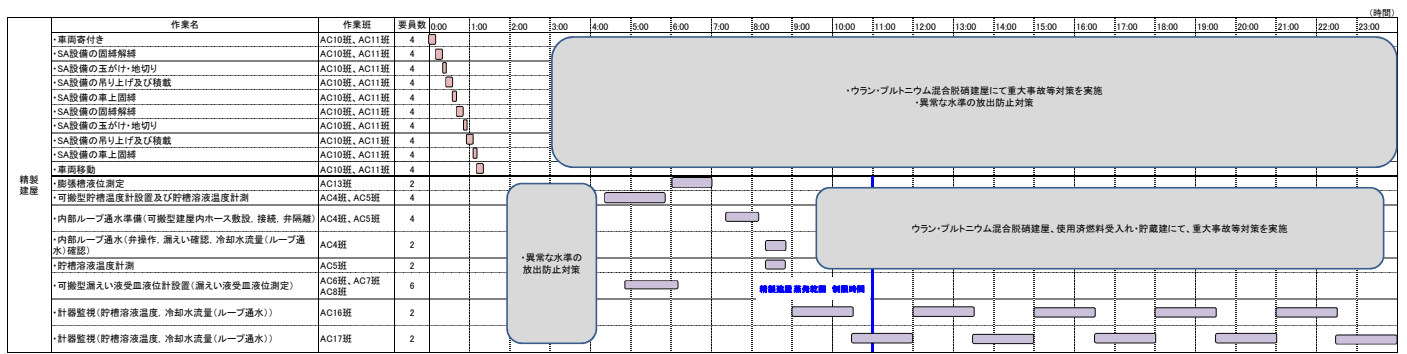 (時間)
作業名 作業班 要員数 0:00 1:00 2:00 3:00 4:00 5:00 6:00 7:00 8:00 9:00 10:00 11:00 12:00 13:00 14:00 15:00 16:00 17:00 18:00 19:00 20:00 21:00 22:00 23:00
精製
建屋
・車両寄付き AC10班、AC11班 4
・SA設備の固縛解縛 AC10班、AC11班 4
・SA設備の玉がけ・地切り AC10班、AC11班 4
・SA設備の吊り上げ及び積載 AC10班、AC11班 4
・SA設備の車上固縛 AC10班、AC11班 4
・SA設備の固縛解縛 AC10班、AC11班 4
・SA設備の玉がけ・地切り AC10班、AC11班 4
・SA設備の吊り上げ及び積載 AC10班、AC11班 4
・SA設備の車上固縛 AC10班、AC11班 4
・車両移動 AC10班、AC11班 4
・ウラン・プルトニウム混合脱硝建屋にて重大事故等対策を実施
・異常な水準の放出防止対策
・膨張槽液位測定 AC13班 2
・可搬型貯槽温度計設置及び貯槽溶液温度計測 AC4班、AC5班 4
・内部ループ通水準備(可搬型建屋内ホース敷設，接続，弁隔離) AC4班、AC5班 4
・内部ループ通水(弁操作，漏えい確認，冷却水流量(ループ通
水)確認) AC4班 2
・貯槽溶液温度計測 AC5班 2
・可搬型漏えい液受皿液位計設置(漏えい液受皿液位測定) AC6班、AC7班
AC8班 6
・計器監視(貯槽溶液温度，冷却水流量(ループ通水)) AC16班 2
・計器監視(貯槽溶液温度，冷却水流量(ループ通水)) AC17班 2
・異常な水準の
放出防止対策
ウラン・プルトニウム混合脱硝、使用済燃料受入れ・貯蔵建にて、重大事故等対策を実施
精製建屋 蒸発乾固 制限時間